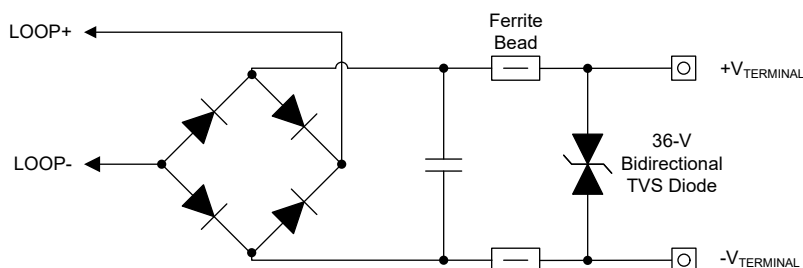 LOOP+
LOOP-
Ferrite
Bead
+VTERMINAL
36-V
Bidirectional
TVS Diode
-VTERMINAL